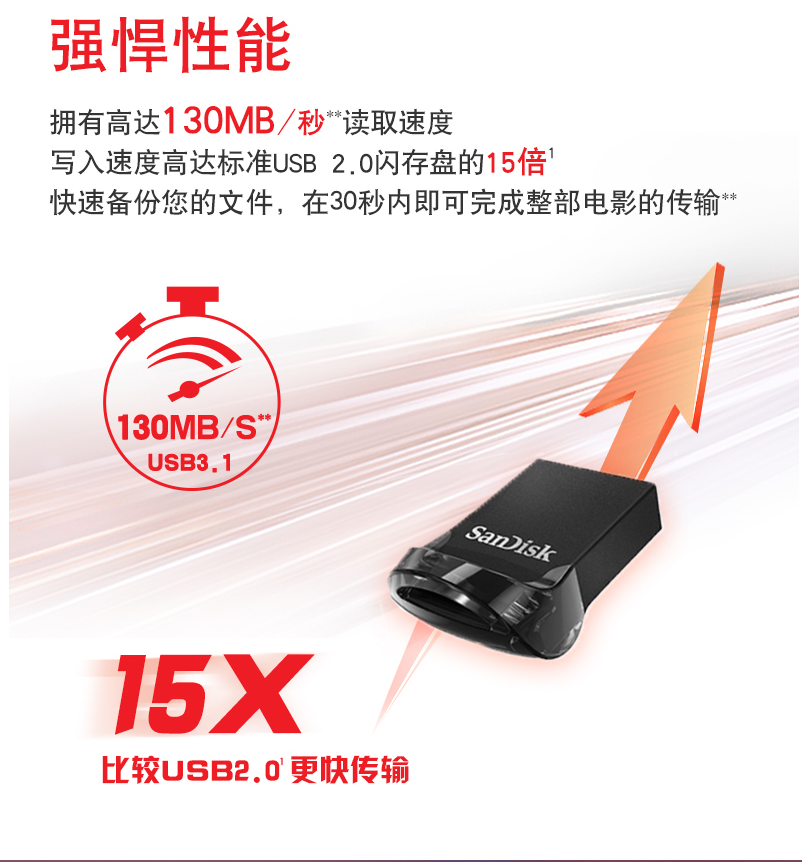 强悍性能
拥有高达130MB/秒**读取速度
写入速度高达标准USB 2.0闪存盘的15倍1
快速备份您的文件，在30秒内即可完成整部电影的传输**
130MB/S**
USB3.1
SanDisk
15X
比较USB2.0¹更快传输